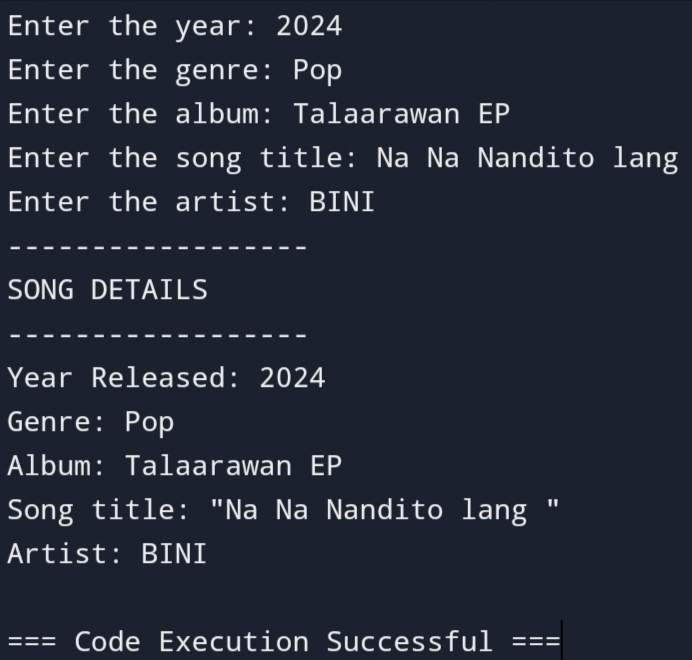 Enter the year: 2024
Enter the genre: Pop
Enter the album: Talaarawan EP
Enter the song title: Na Na Nandito lang
Enter the artist: BINI
------------------
SONG DETAILS
------------------
Year Released: 2024
Genre: Pop
Album: Talaarawan EP
Song title: "Na Na Nandito lang "
Artist: BINI
=== Code Execution Successful ===